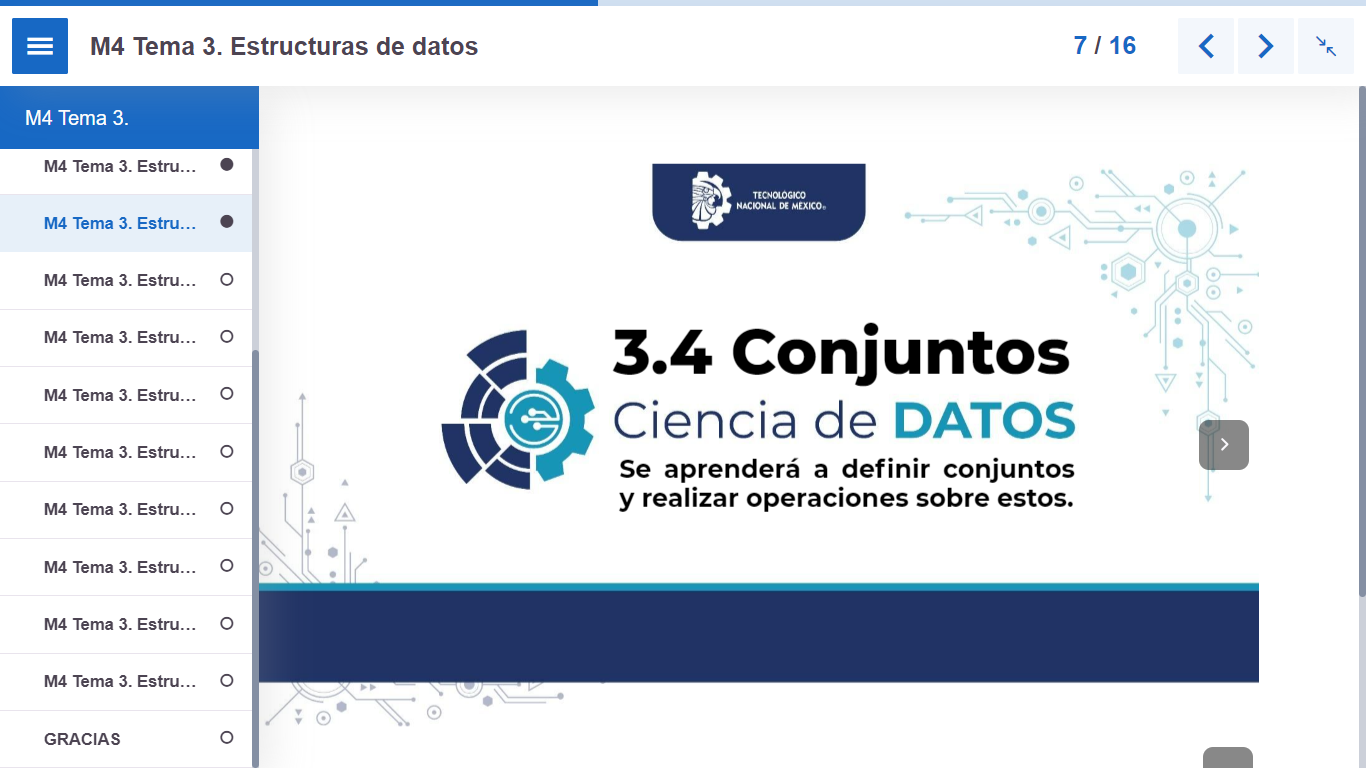 M4 Tema 3. Estructuras de datos
7 / 16
M4 Tema 3.
M4 Tema 3. Estru...
M4 Tema 3. Estru...
M4 Tema 3. Estru...
M4 Tema 3. Estru...
M4 Tema 3. Estru...
M4 Tema 3. Estru...
M4 Tema 3. Estru...
M4 Tema 3. Estru...
M4 Tema 3. Estru...
M4 Tema 3. Estru...
GRACIAS
TECNOLÓGICO
NACIONAL DE MÉXICO®
3.4 Conjuntos
Ciencia de DATOS
Se aprenderá a definir conjuntos
y realizar operaciones sobre estos.